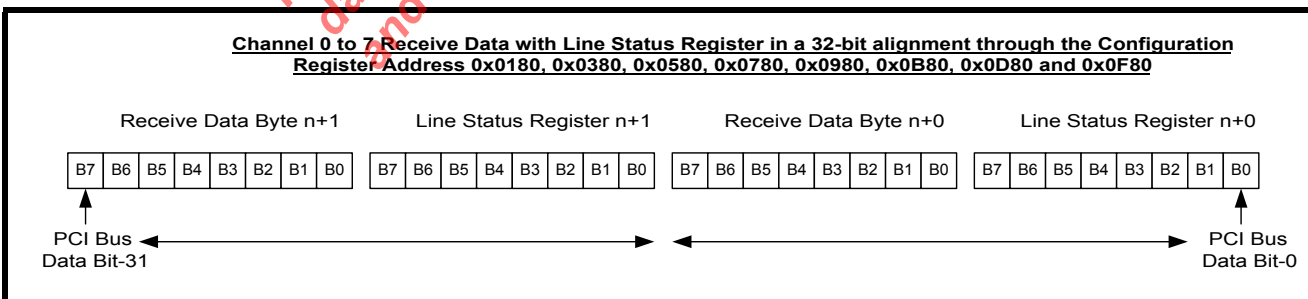 Channel 0 to 7 Receive Data with Line Status Register in a 32-bit alignment through the Configuration
Register Address 0x0180, 0x0380, 0x0580, 0x0780, 0x0980, 0x0B80, 0x0D80 and 0x0F80
Receive Data Byte n+1 Line Status Register n+1 Receive Data Byte n+0 Line Status Register n+0
B7 B6 B5 B4 B3 B2 B1 B0 B7 B6 B5 B4 B3 B2 B1 B0 B7 B6 B5 B4 B3 B2 B1 B0 B7 B6 B5 B4 B3 B2 B1 B0
PCI Bus PCI Bus
Data Bit-31 Data Bit-0
and